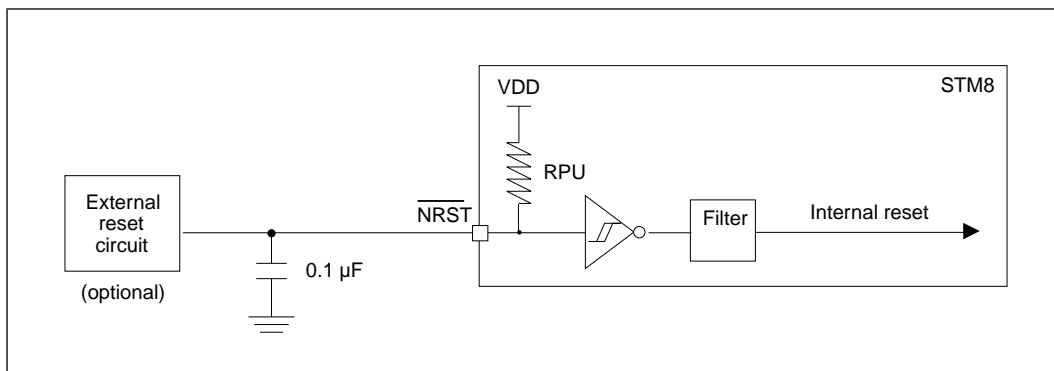 STM8
VDD
RPU
External
reset
circuit
(optional)
NRST
Filter
Internal reset
0.1 µF